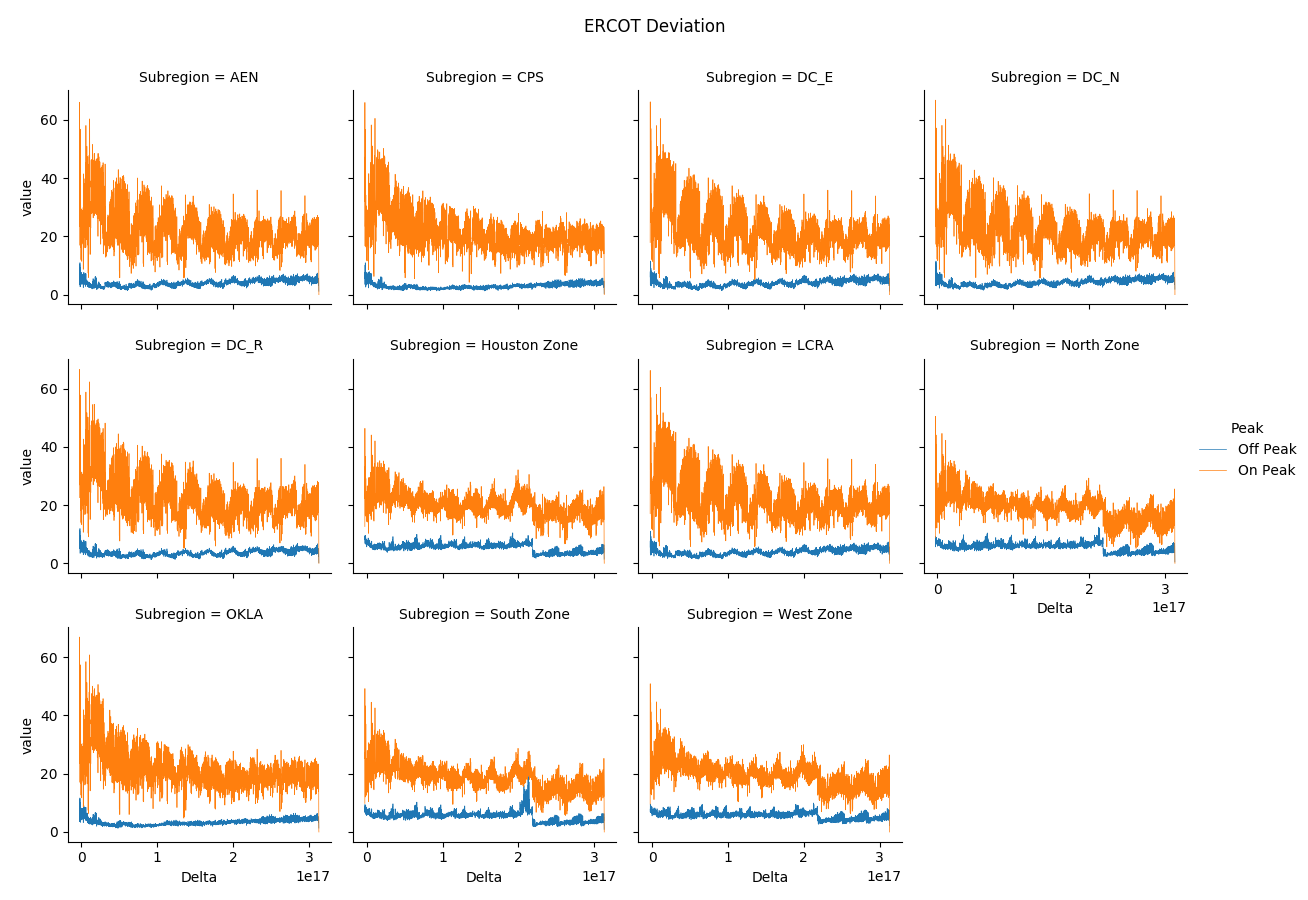 ERCOT Deviation
Subregion = AEN
Subregion = CPS
Subregion = DC_E
Subregion = DC_N
60
40
20
0
value
Subregion = DC_R
Subregion = Houston Zone
Subregion = LCRA
Subregion = North Zone
60
40
20
0
value
0 1 2 3
1e17
Delta
Peak
Off Peak
On Peak
Subregion = OKLA
Subregion = South Zone
Subregion = West Zone
60
40
20
0
value
0 1 2 3
1e17
Delta
0 1 2 3
1e17
Delta
0 1 2 3
1e17
Delta